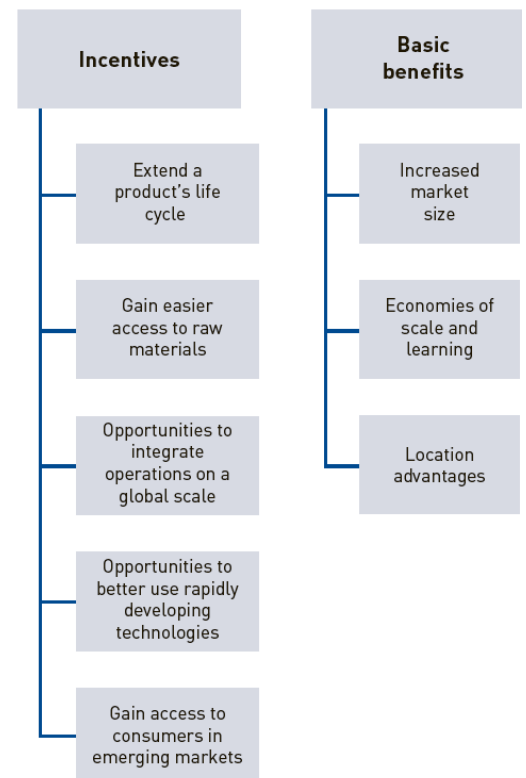 Incentives
Extend a
product's life
cycle
Gain easier
access to raw
materials
Opportunities to
integrate
operations on a
global scale
Opportunities to
better use rapidly
developing
technologies
Gain access to
consumers in
emerging markets
Basic
benefits
Increased
market
size
Economies of
scale and
learning
Location
advantages